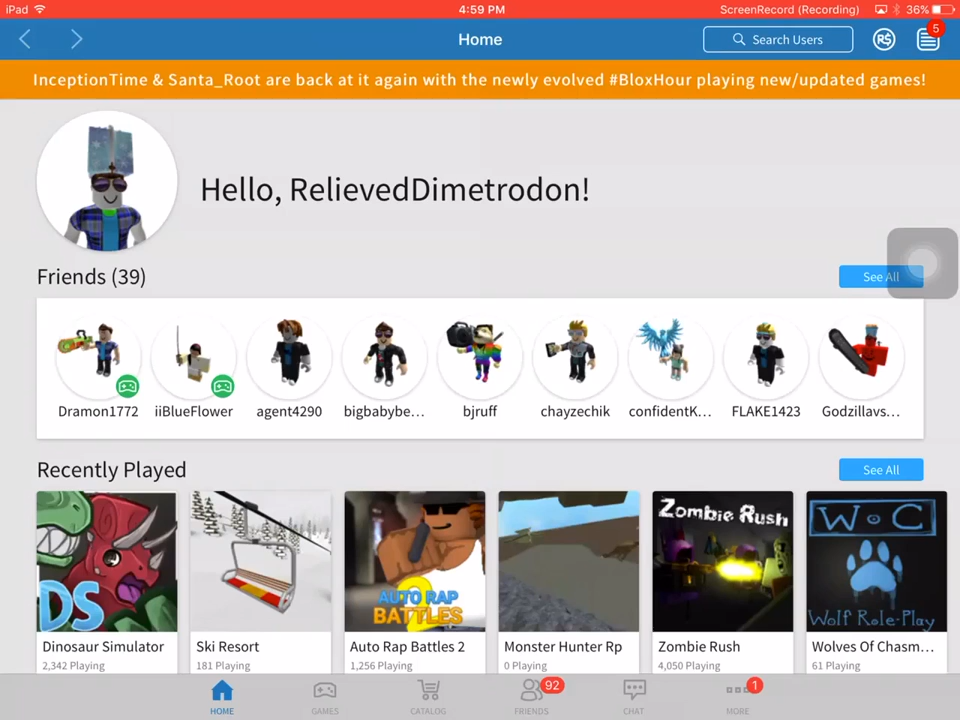 iPad 4:59 PM ScreenRecord (Recording) 36%
Home Search Users R$ 5
InceptionTime & Santa_Root are back at it again with the newly evolved #BloxHour playing new/updated games!
Hello, RelievedDimetrodon!
Friends (39) See All
Dramon1772 iiBlueFlower agent4290 bigbabybe... bjruff chayzechik confidentK... FLAKE1423 Godzillavs...
Recently Played See All
DS
AUTO RAP
2
BATTLES
Zombie Rush
W C
Wolf Role-Play
Dinosaur Simulator Ski Resort Auto Rap Battles 2 Monster Hunter Rp Zombie Rush Wolves Of Chasm...
2,342 Playing 181 Playing 1,256 Playing 0 Playing 4,050 Playing 61 Playing
92 1
HOME GAMES CATALOG FRIENDS CHAT MORE